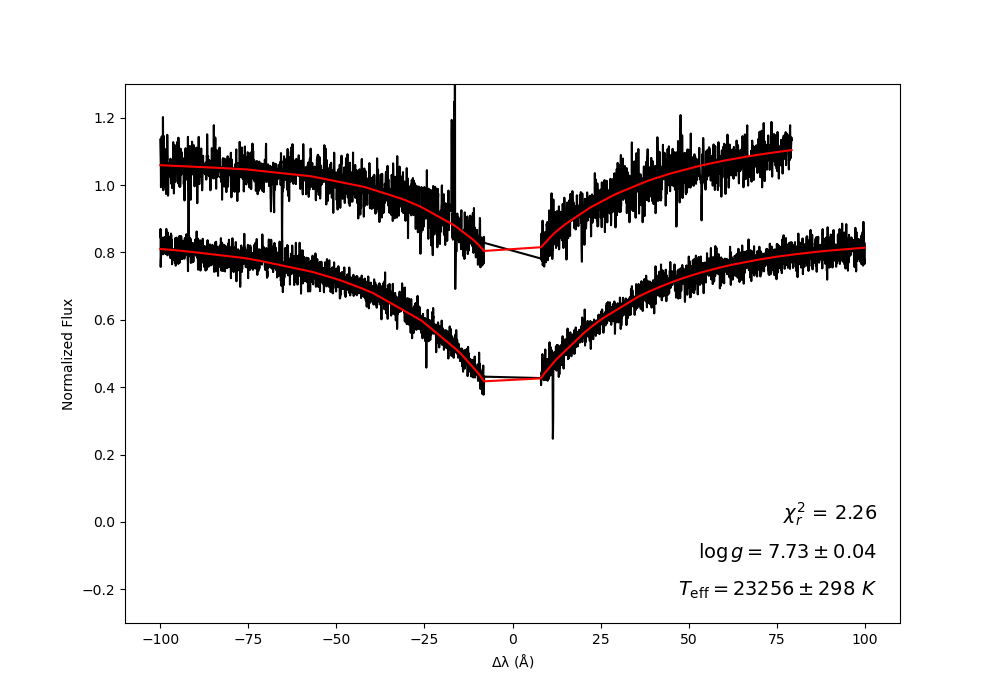 1.2
1.0
0.8
0.6
0.4
0.2
0.0
−0.2
Normalized Flux
χ²ᵣ = 2.26
log g = 7.73 ± 0.04
T_eff = 23256 ± 298 K
−100 −75 −50 −25 0 25 50 75 100
Δλ (Å)